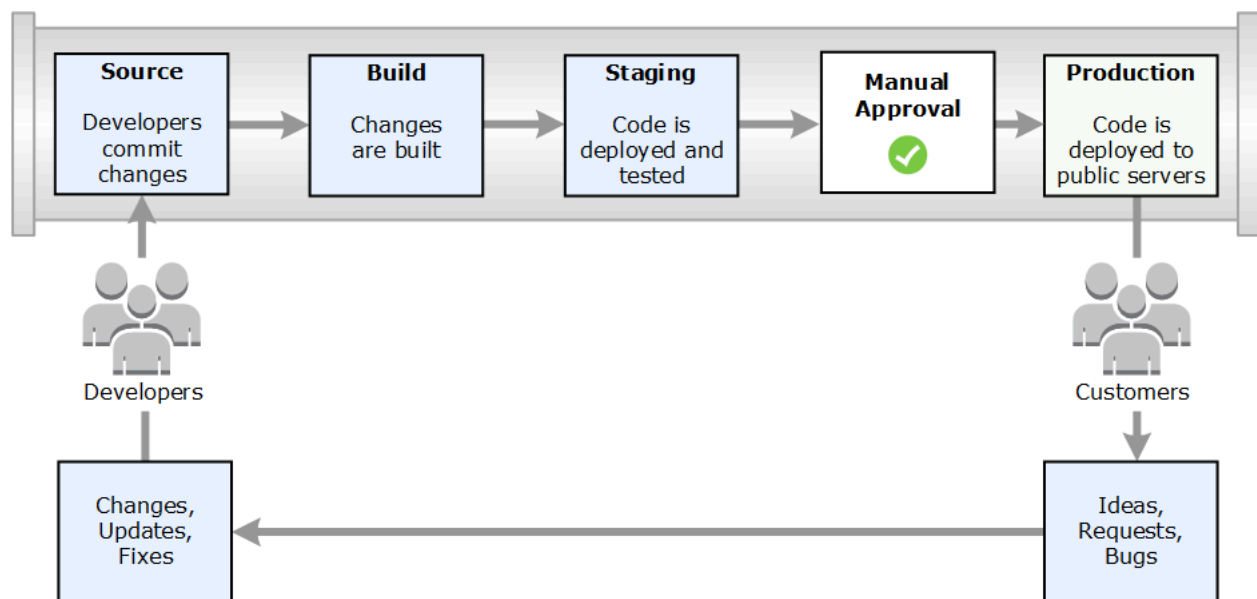 Source
Developers
commit
changes
Build
Changes
are built
Staging
Code is
deployed and
tested
Manual
Approval
Production
Code is
deployed to
public servers
Developers
Customers
Changes,
Updates,
Fixes
Ideas,
Requests,
Bugs